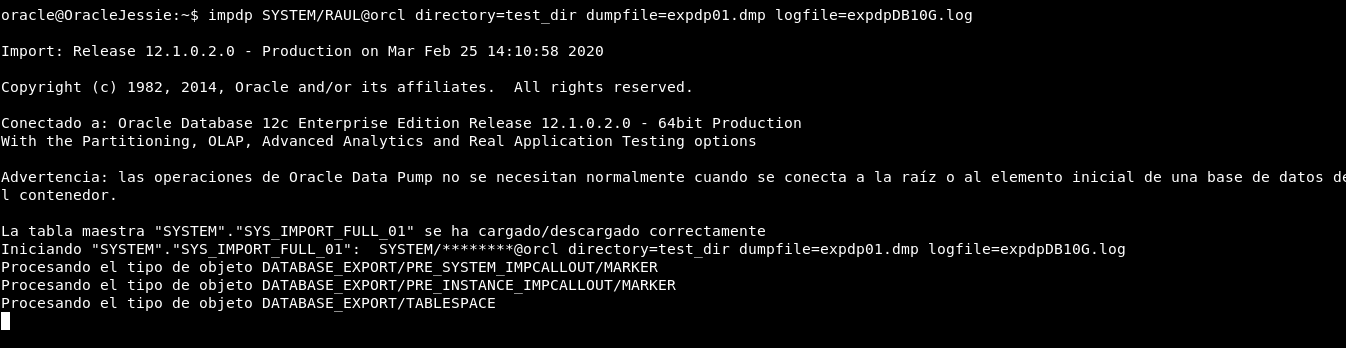 oracle@OracleJessie:~$ impdp SYSTEM/RAUL@orcl directory=test_dir dumpfile=expdp01.dmp logfile=expdpDB10G.log
Import: Release 12.1.0.2.0 - Production on Mar Feb 25 14:10:58 2020
Copyright (c) 1982, 2014, Oracle and/or its affiliates.  All rights reserved.
Conectado a: Oracle Database 12c Enterprise Edition Release 12.1.0.2.0 - 64bit Production
With the Partitioning, OLAP, Advanced Analytics and Real Application Testing options
Advertencia: las operaciones de Oracle Data Pump no se necesitan normalmente cuando se conecta a la raíz o al elemento inicial de una base de datos de
l contenedor.
La tabla maestra "SYSTEM"."SYS_IMPORT_FULL_01" se ha cargado/descargado correctamente
Iniciando "SYSTEM"."SYS_IMPORT_FULL_01":  SYSTEM/********@orcl directory=test_dir dumpfile=expdp01.dmp logfile=expdpDB10G.log
Procesando el tipo de objeto DATABASE_EXPORT/PRE_SYSTEM_IMPCALLOUT/MARKER
Procesando el tipo de objeto DATABASE_EXPORT/PRE_INSTANCE_IMPCALLOUT/MARKER
Procesando el tipo de objeto DATABASE_EXPORT/TABLESPACE